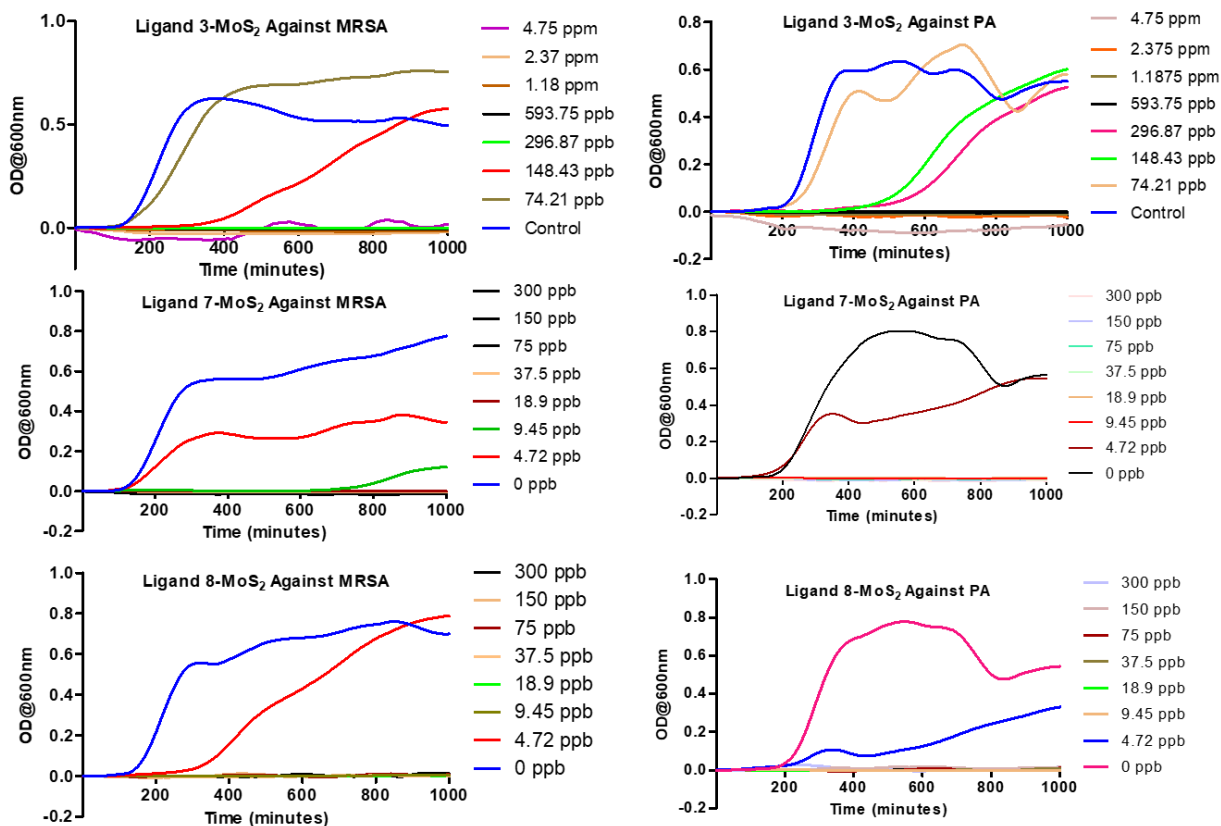 Ligand 3-MoS₂ Against MRSA
1.0
0.5
0.0
OD@600nm
200 400 600 800 1000
Time (minutes)
4.75 ppm
2.37 ppm
1.18 ppm
593.75 ppb
296.87 ppb
148.43 ppb
74.21 ppb
Control
Ligand 3-MoS₂ Against PA
0.8
0.6
0.4
0.2
0.0
-0.2
OD@600nm
200 400 600 800 1000
Time (minutes)
4.75 ppm
2.375 ppm
1.1875 ppm
593.75 ppb
296.87 ppb
148.43 ppb
74.21 ppb
Control
Ligand 7-MoS₂ Against MRSA
1.0
0.8
0.6
0.4
0.2
0.0
-0.2
OD@600nm
200 400 600 800 1000
Time (minutes)
300 ppb
150 ppb
75 ppb
37.5 ppb
18.9 ppb
9.45 ppb
4.72 ppb
0 ppb
Ligand 7-MoS₂ Against PA
1.0
0.8
0.6
0.4
0.2
0.0
-0.2
OD@600nm
200 400 600 800 1000
Time (minutes)
300 ppb
150 ppb
75 ppb
37.5 ppb
18.9 ppb
9.45 ppb
4.72 ppb
0 ppb
Ligand 8-MoS₂ Against MRSA
1.0
0.8
0.6
0.4
0.2
0.0
-0.2
OD@600nm
200 400 600 800 1000
Time (minutes)
300 ppb
150 ppb
75 ppb
37.5 ppb
18.9 ppb
9.45 ppb
4.72 ppb
0 ppb
Ligand 8-MoS₂ Against PA
1.0
0.8
0.6
0.4
0.2
0.0
-0.2
OD@600nm
200 400 600 800 1000
Time (minutes)
300 ppb
150 ppb
75 ppb
37.5 ppb
18.9 ppb
9.45 ppb
4.72 ppb
0 ppb